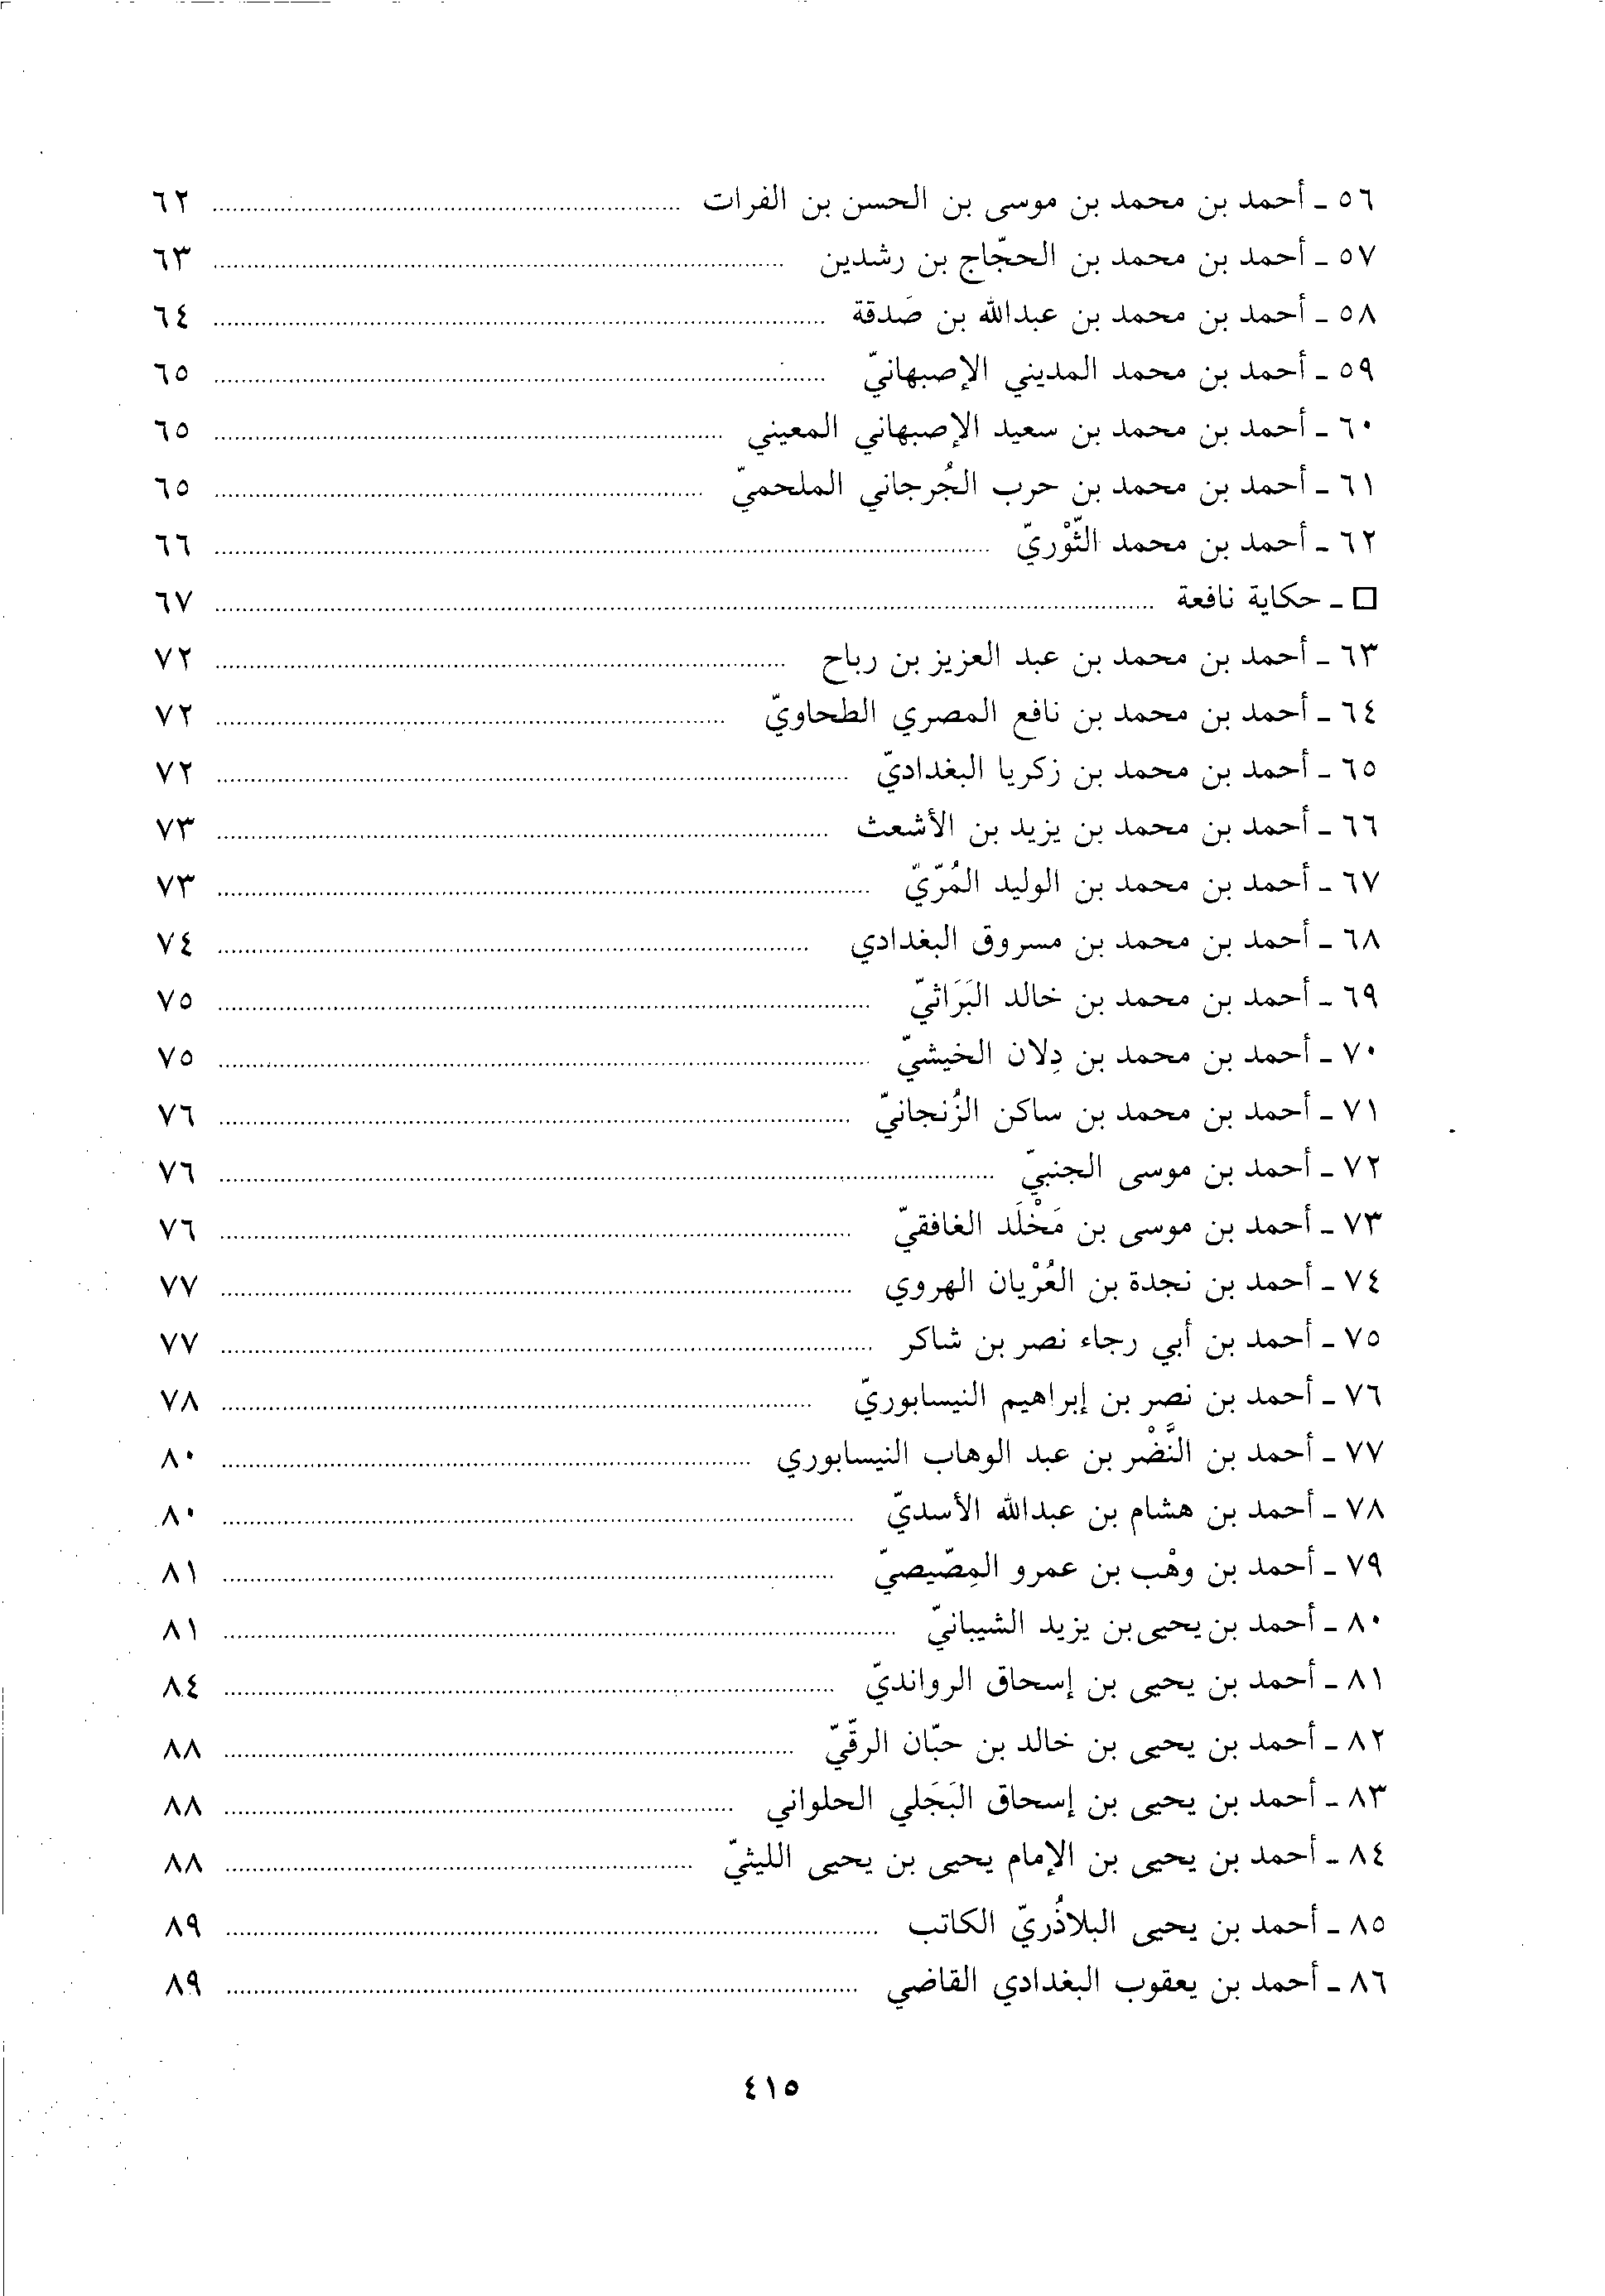 ٥٦ ـ أحمد بن محمد بن موسى بن الحسن بن الفرات ........ ٦٢
٥٧ ـ أحمد بن محمد بن الحجّاج بن رشدين ........ ٦٣
٥٨ ـ أحمد بن محمد بن عبدالله بن صَدقة ........ ٦٤
٥٩ ـ أحمد بن محمد المديني الإصبهانيّ ........ ٦٥
٦٠ ـ أحمد بن محمد بن سعيد الإصبهاني المعيني ........ ٦٥
٦١ ـ أحمد بن محمد بن حرب الجُرجاني الملحميّ ........ ٦٥
٦٢ ـ أحمد بن محمد الثَّوْريّ ........ ٦٦
□ ـ حكاية نافعة ........ ٦٧
٦٣ ـ أحمد بن محمد بن عبد العزيز بن رباح ........ ٧٢
٦٤ ـ أحمد بن محمد بن نافع المصري الطحاويّ ........ ٧٢
٦٥ ـ أحمد بن محمد بن زكريا البغداديّ ........ ٧٢
٦٦ ـ أحمد بن محمد بن يزيد بن الأشعث ........ ٧٣
٦٧ ـ أحمد بن محمد بن الوليد المُرّيّ ........ ٧٣
٦٨ ـ أحمد بن محمد بن مسروق البغدادي ........ ٧٤
٦٩ ـ أحمد بن محمد بن خالد البَرَاثيّ ........ ٧٥
٧٠ ـ أحمد بن محمد بن دِلان الخيشيّ ........ ٧٥
٧١ ـ أحمد بن محمد بن ساكن الزُنجانيّ ........ ٧٦
٧٢ ـ أحمد بن موسى الجنبيّ ........ ٧٦
٧٣ ـ أحمد بن موسى بن مَخْلَد الغافقيّ ........ ٧٦
٧٤ ـ أحمد بن نجدة بن العُرْيان الهروي ........ ٧٧
٧٥ ـ أحمد بن أبي رجاء نصر بن شاكر ........ ٧٧
٧٦ ـ أحمد بن نصر بن إبراهيم النيسابوريّ ........ ٧٨
٧٧ ـ أحمد بن النَّضْر بن عبد الوهاب النيسابوري ........ ٨٠
٧٨ ـ أحمد بن هشام بن عبدالله الأسديّ ........ ٨٠
٧٩ ـ أحمد بن وهْب بن عمرو المِصّيصيّ ........ ٨١
٨٠ ـ أحمد بن يحيى بن يزيد الشيبانيّ ........ ٨١
٨١ ـ أحمد بن يحيى بن إسحاق الروانديّ ........ ٨٤
٨٢ ـ أحمد بن يحيى بن خالد بن حبّان الرقّيّ ........ ٨٨
٨٣ ـ أحمد بن يحيى بن إسحاق البَجَلي الحلواني ........ ٨٨
٨٤ ـ أحمد بن يحيى بن الإمام يحيى بن يحيى الليثيّ ........ ٨٨
٨٥ ـ أحمد بن يحيى البلاذُريّ الكاتب ........ ٨٩
٨٦ ـ أحمد بن يعقوب البغدادي القاضي ........ ٨٩
٤١٥